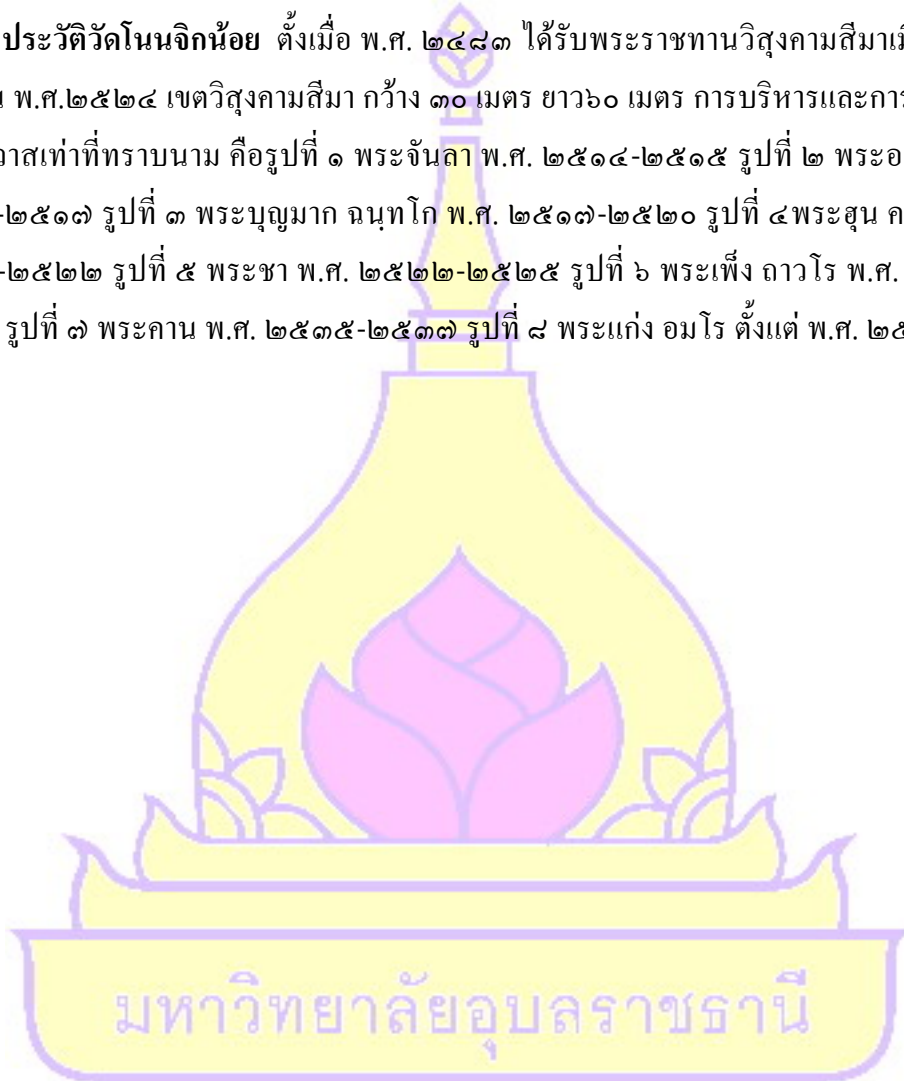 ประวัติวัดโนนจิกน้อย ตั้งเมื่อ พ.ศ. ๒๔๘๓ ได้รับพระราชทานวิสุงคามสีมาเมื
พ.ศ.๒๕๒๔ เขตวิสุงคามสีมา กว้าง ๓๐ เมตร ยาว๖๐ เมตร การบริหารและการ
วาสเท่าที่ทราบนาม คือรูปที่ ๑ พระจันลา พ.ศ. ๒๕๑๔-๒๕๑๕ รูปที่ ๒ พระอ
-๒๕๑๗ รูปที่ ๓ พระบุญมาก ฉนฺทโก พ.ศ. ๒๕๑๗-๒๕๒๐ รูปที่ ๔พระฮุน ค
-๒๕๒๒ รูปที่ ๕ พระชา พ.ศ. ๒๕๒๒-๒๕๒๕ รูปที่ ๖ พระเพ็ง ถาวโร พ.ศ.
รูปที่ ๗ พระคาน พ.ศ. ๒๕๓๕-๒๕๓๗ รูปที่ ๘ พระแก่ง อมโร ตั้งแต่ พ.ศ. ๒๕
มหาวิทยาลัยอุบลราชธานี